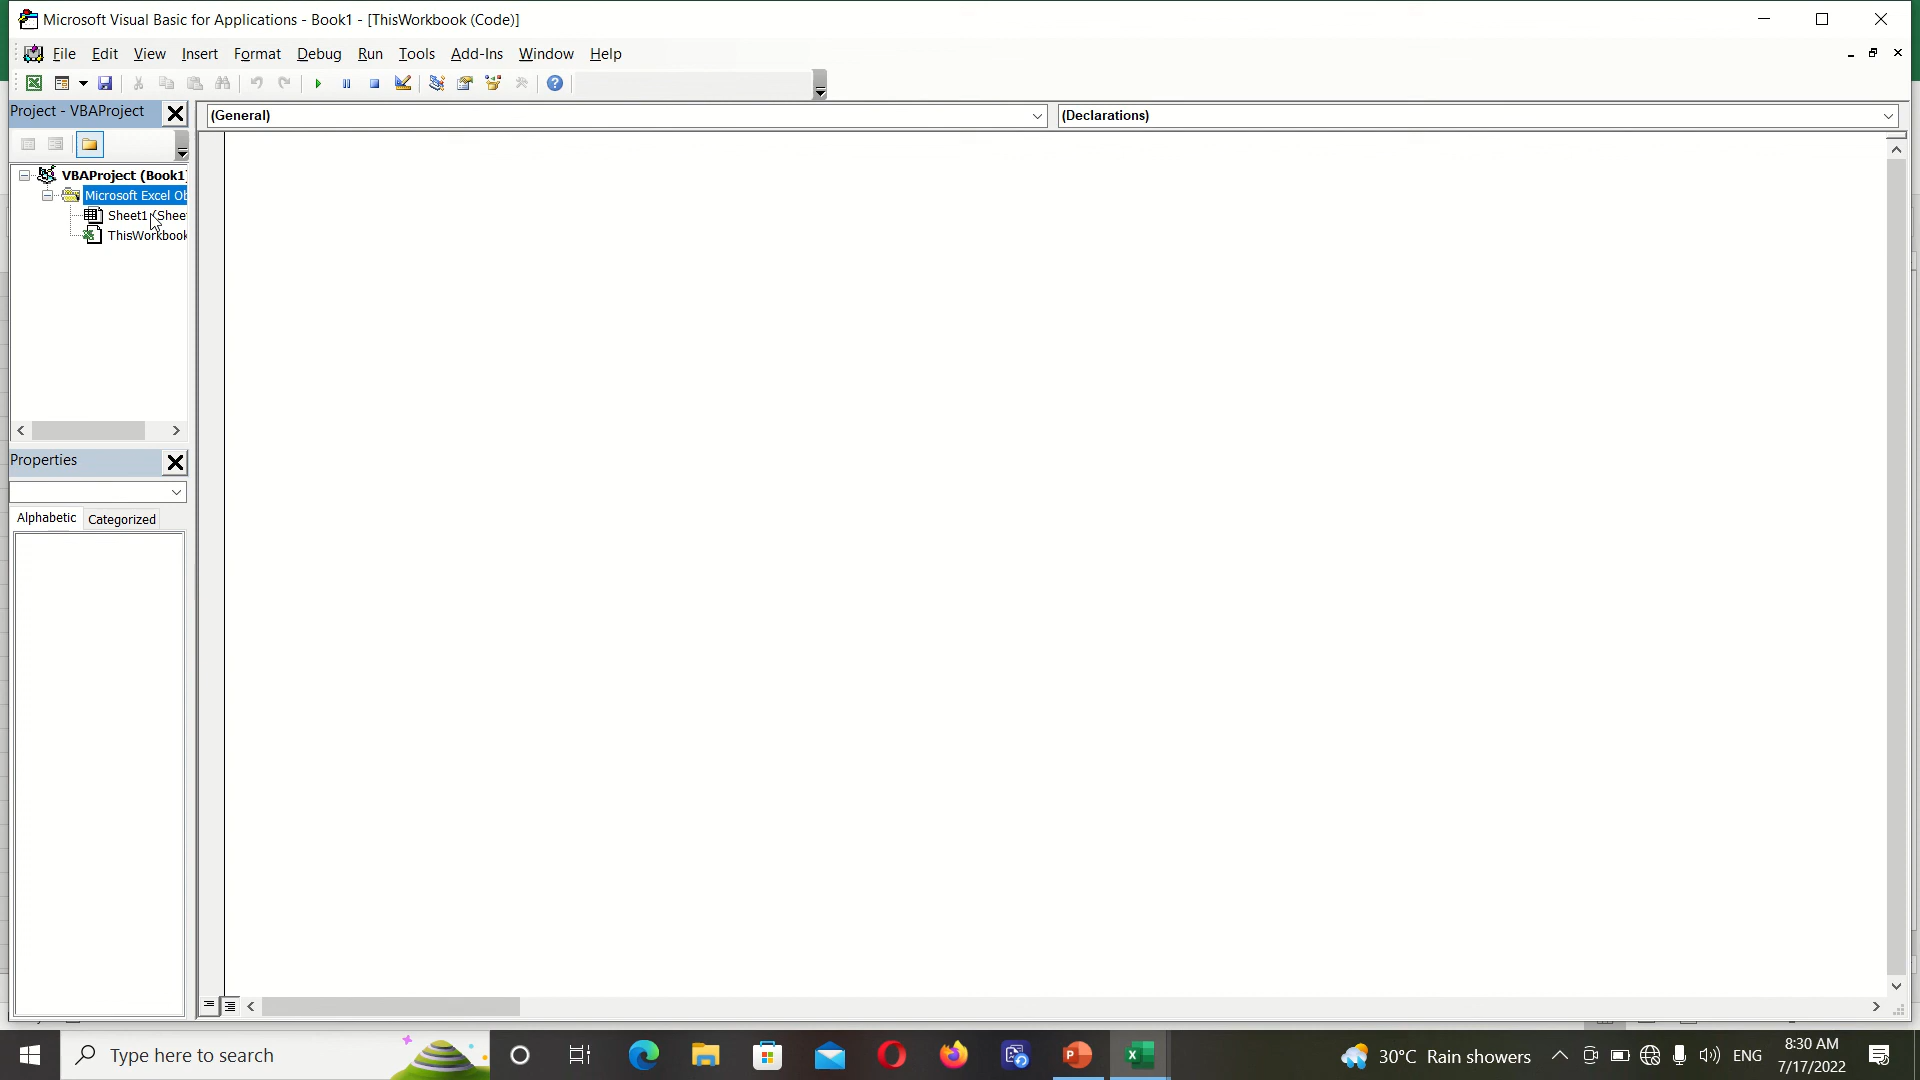 Microsoft Visual Basic for Applications - Book1 - [ThisWorkbook (Code)]
File Edit View Insert Format Debug Run Tools Add-Ins Window Help
Project - VBAProject
(General)
(Declarations)
VBAProject (Book1)
Microsoft Excel Ob
Sheet1 (Shee
ThisWorkbook
Properties
Alphabetic Categorized
Type here to search
30°C Rain showers
ENG
8:30 AM
7/17/2022